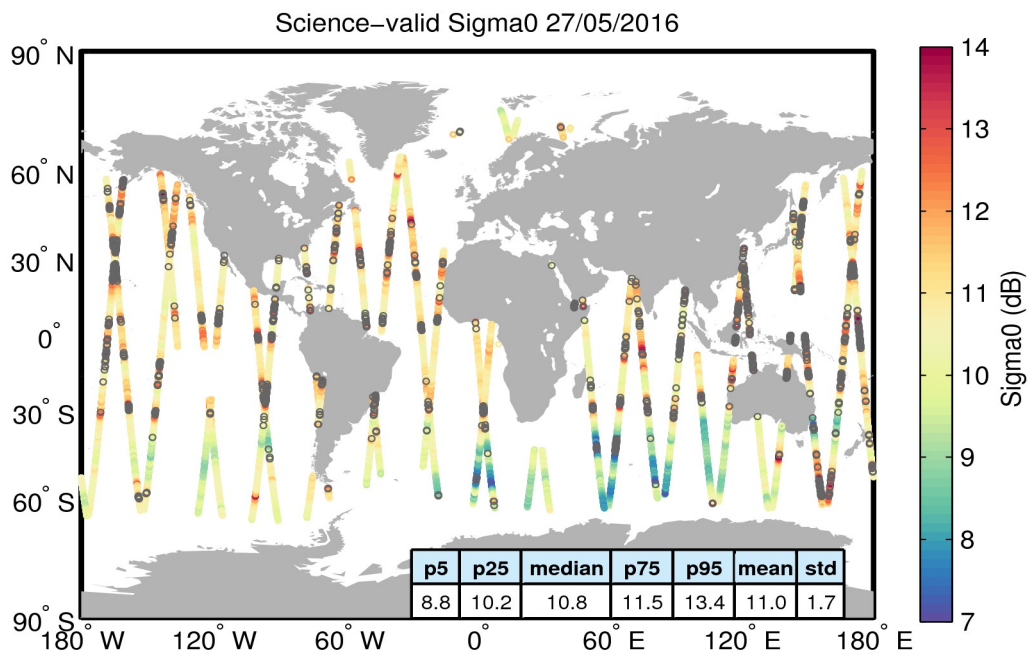 Science−valid Sigma0 27/05/2016
90° N
60° N
30° N
0°
30° S
60° S
90° S
180° W
120° W
60° W
0°
60° E
120° E
180° E
p5 p25 median p75 p95 mean std
8.8 10.2 10.8 11.5 13.4 11.0 1.7
14
13
12
11
10
9
8
7
Sigma0 (dB)